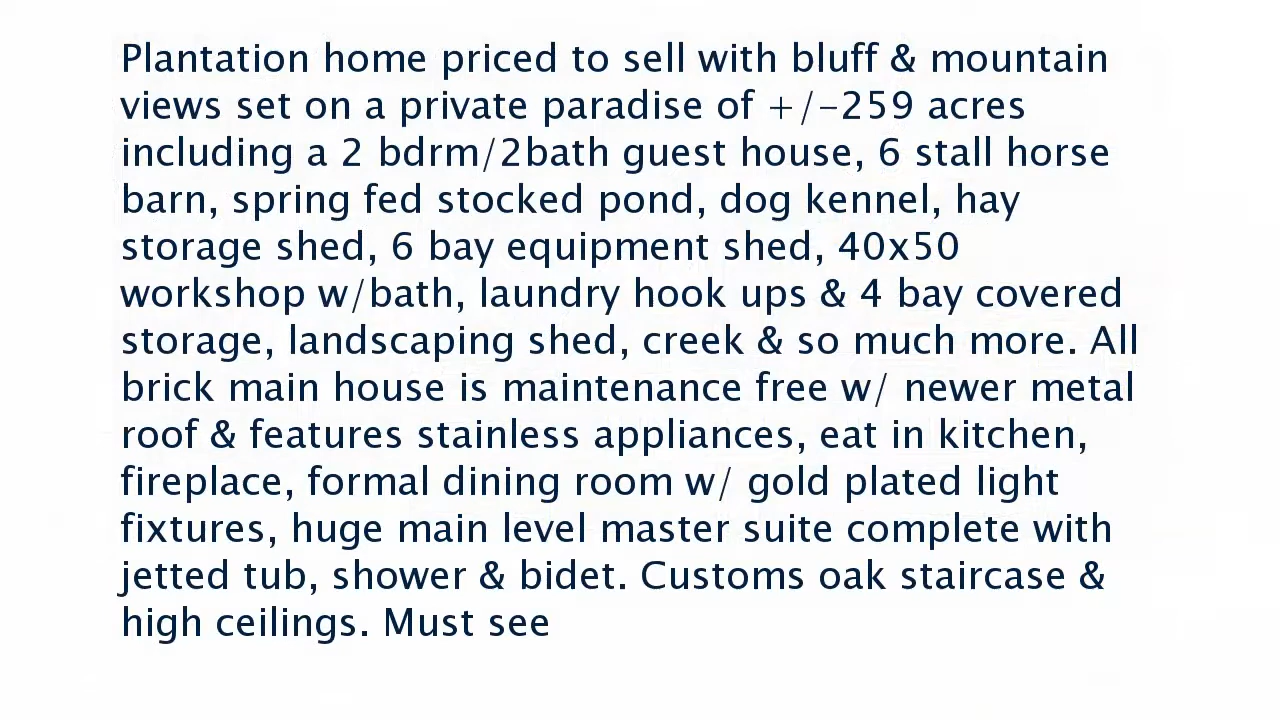 Plantation home priced to sell with bluff & mountain
views set on a private paradise of +/-259 acres
including a 2 bdrm/2bath guest house, 6 stall horse
barn, spring fed stocked pond, dog kennel, hay
storage shed, 6 bay equipment shed, 40x50
workshop w/bath, laundry hook ups & 4 bay covered
storage, landscaping shed, creek & so much more. All
brick main house is maintenance free w/ newer metal
roof & features stainless appliances, eat in kitchen,
fireplace, formal dining room w/ gold plated light
fixtures, huge main level master suite complete with
jetted tub, shower & bidet. Customs oak staircase &
high ceilings. Must see